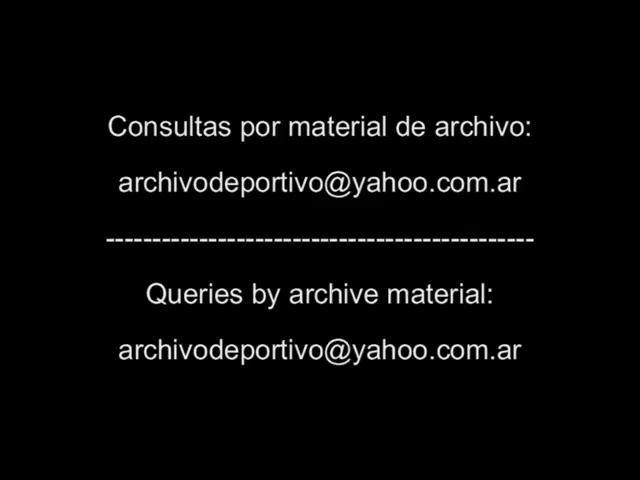 Consultas por material de archivo:
archivodeportivo@yahoo.com.ar
----------------------------------------------
Queries by archive material:
archivodeportivo@yahoo.com.ar